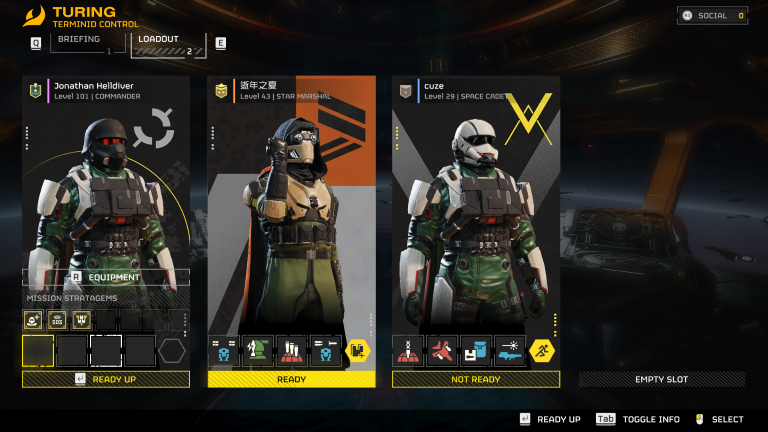 TURING
TERMINID CONTROL
SOCIAL 0
Q
BRIEFING
1
LOADOUT
2
E
Jonathan Helldiver
Level 101 | COMMANDER
逝年之夏
Level 43 | STAR MARSHAL
cuze
Level 29 | SPACE CADET
R EQUIPMENT
MISSION STRATAGEMS
SOS
READY UP
READY
NOT READY
EMPTY SLOT
READY UP
Tab TOGGLE INFO
SELECT